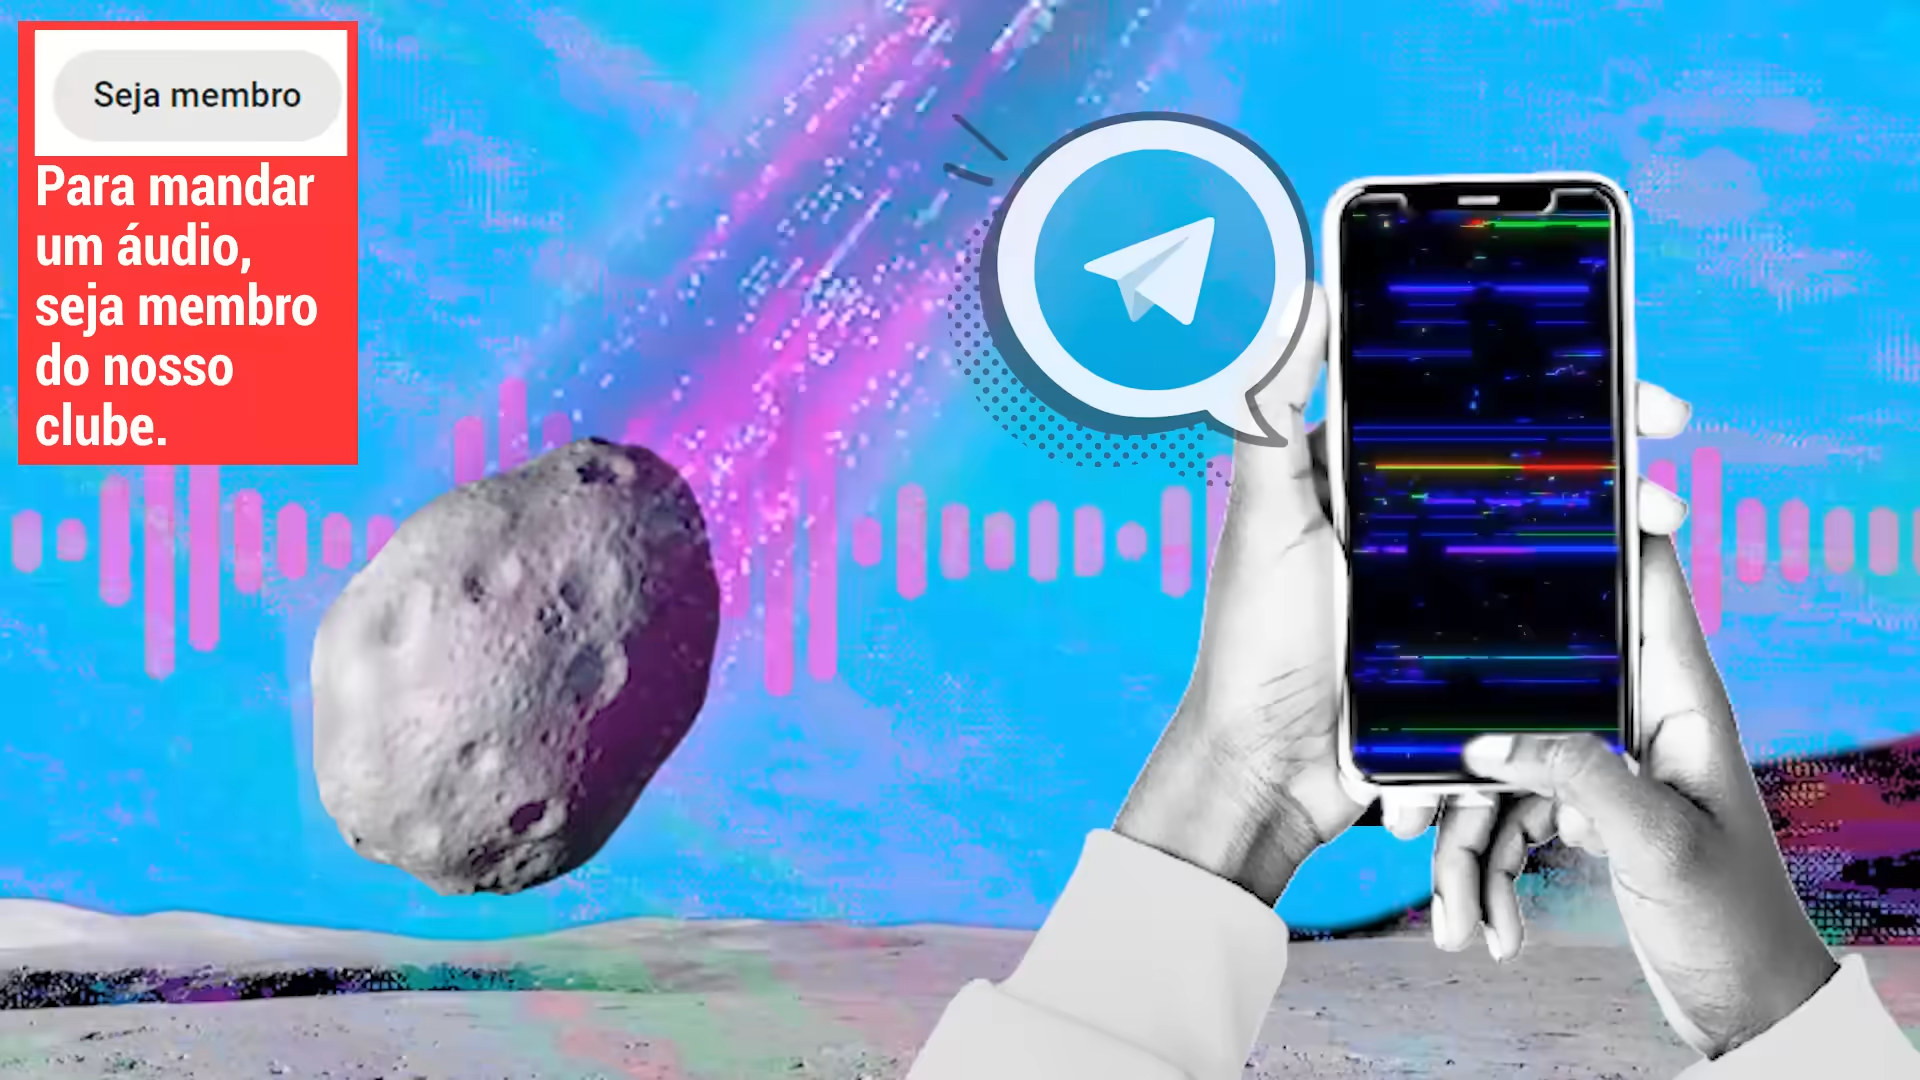 Seja membro
Para mandar
um áudio,
seja membro
do nosso
clube.